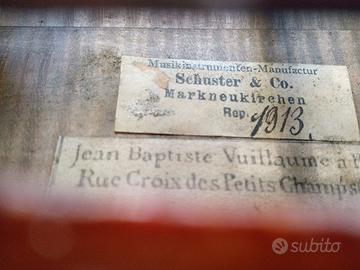 Musikinstrumenten-Manufactur
Schuster & Co.
Markneukirchen
Rep. 1913.
Jean Baptiste Vuillaume à
Rue Croix des Petits Champs
subito